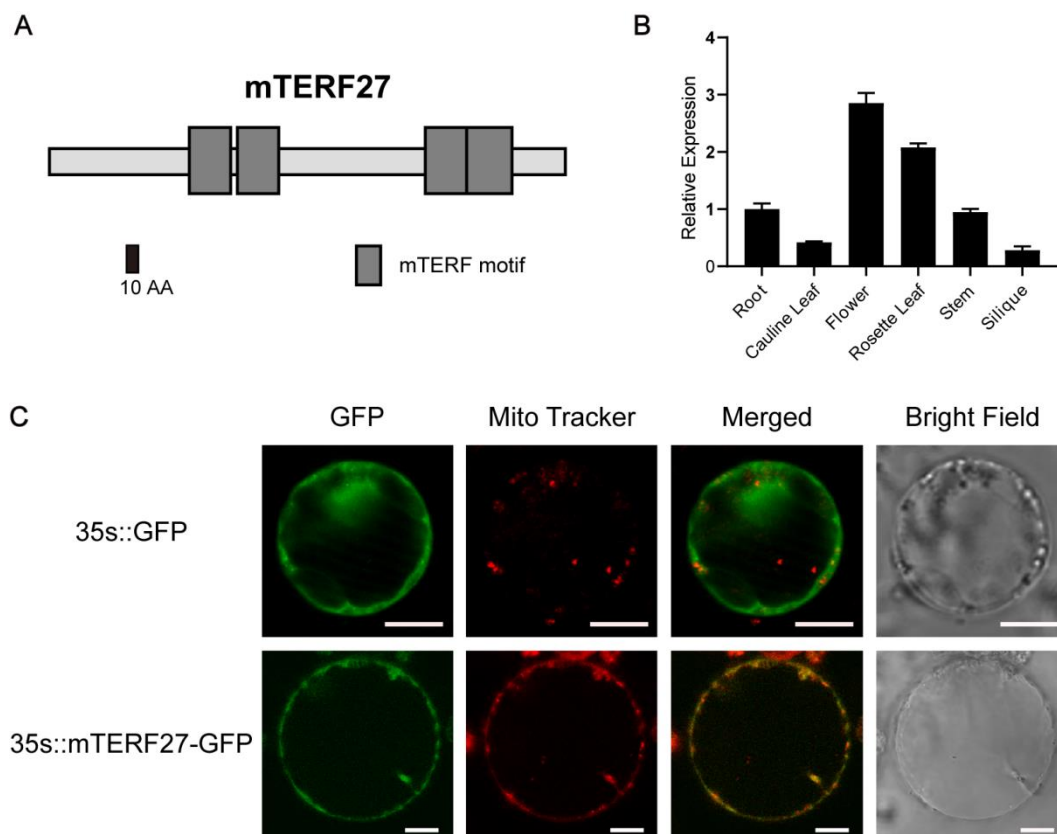 A
mTERF27
10 AA
mTERF motif
B
Relative Expression
4
3
2
1
0
Root
Cauline Leaf
Flower
Rosette Leaf
Stem
Silique
C
GFP
Mito Tracker
Merged
Bright Field
35s::GFP
35s::mTERF27-GFP